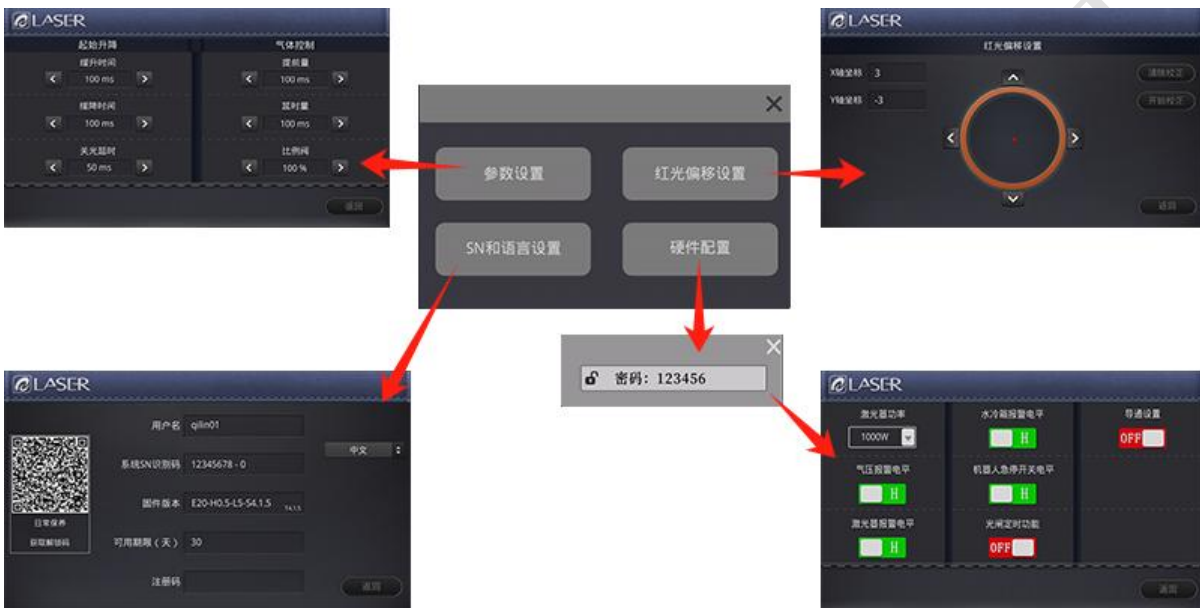 LASER
起始升降
气体控制
缓升时间
提前量
100 ms
100 ms
缓降时间
延时量
100 ms
100 ms
关光延时
比例阀
50 ms
100 %
返回
参数设置
红光偏移设置
SN和语言设置
硬件配置
密码：123456
LASER
红光偏移设置
X轴坐标 3
清除校正
Y轴坐标 -3
开始校正
返回
LASER
用户名 qilin01
中文
系统SN识别码 12345678 - 0
固件版本 E20-H0.5-L5-S4.1.5
T4.1.5
日常保养
获取解锁码
可用期限（天） 30
注册码
返回
LASER
激光器功率
水冷箱报警电平
导通设置
1000W
H
OFF
气压报警电平
机器人急停开关电平
H
H
激光器报警电平
光闸定时功能
H
OFF
返回